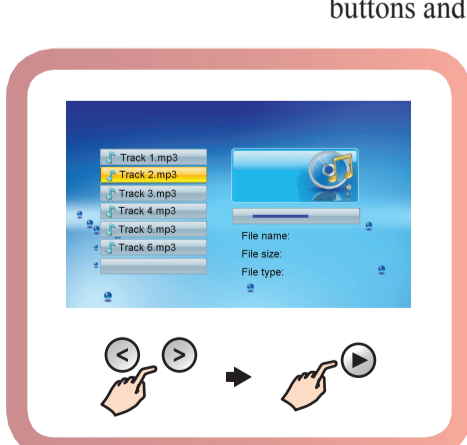 buttons and
Track 1.mp3
Track 2.mp3
Track 3.mp3
Track 4.mp3
Track 5.mp3
Track 6.mp3
File name:
File size:
File type: